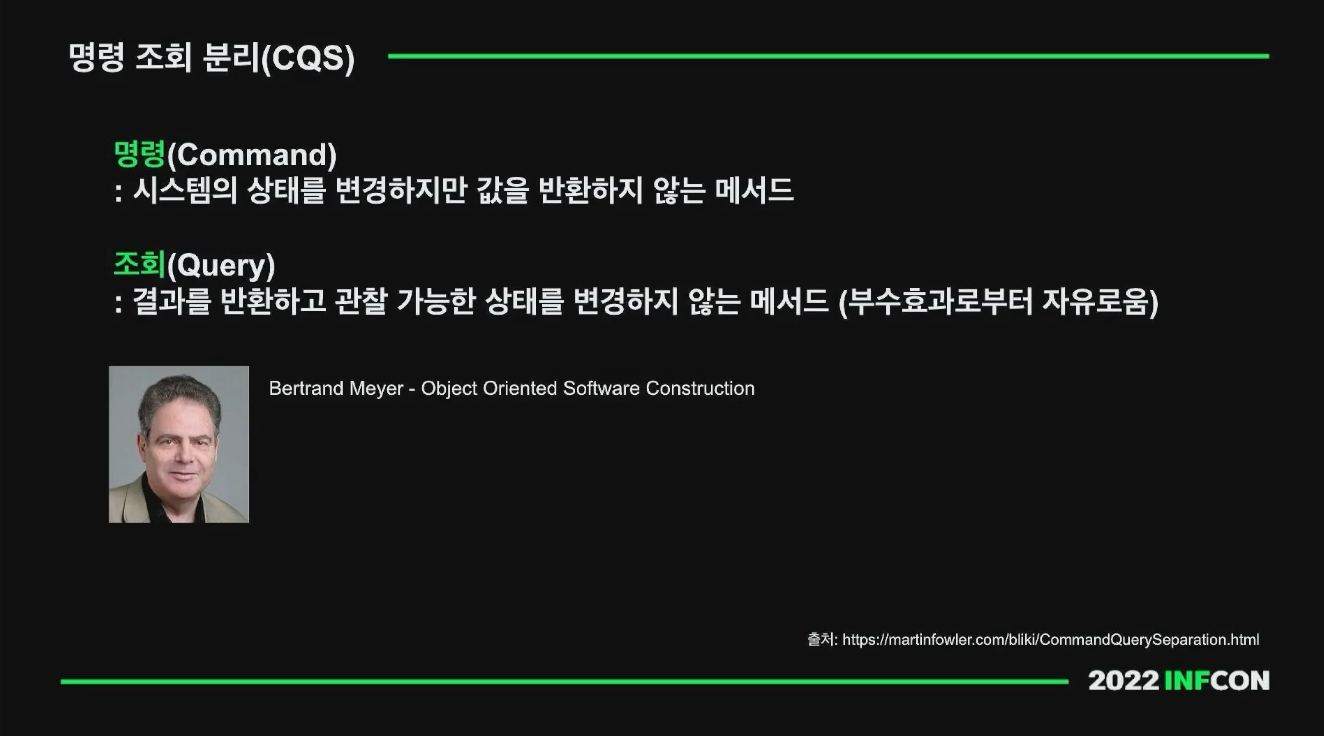 명령 조회 분리(CQS)
명령(Command)
: 시스템의 상태를 변경하지만 값을 반환하지 않는 메서드
조회(Query)
: 결과를 반환하고 관찰 가능한 상태를 변경하지 않는 메서드 (부수효과로부터 자유로움)
Bertrand Meyer - Object Oriented Software Construction
출처: https://martinfowler.com/bliki/CommandQuerySeparation.html
2022 INFCON